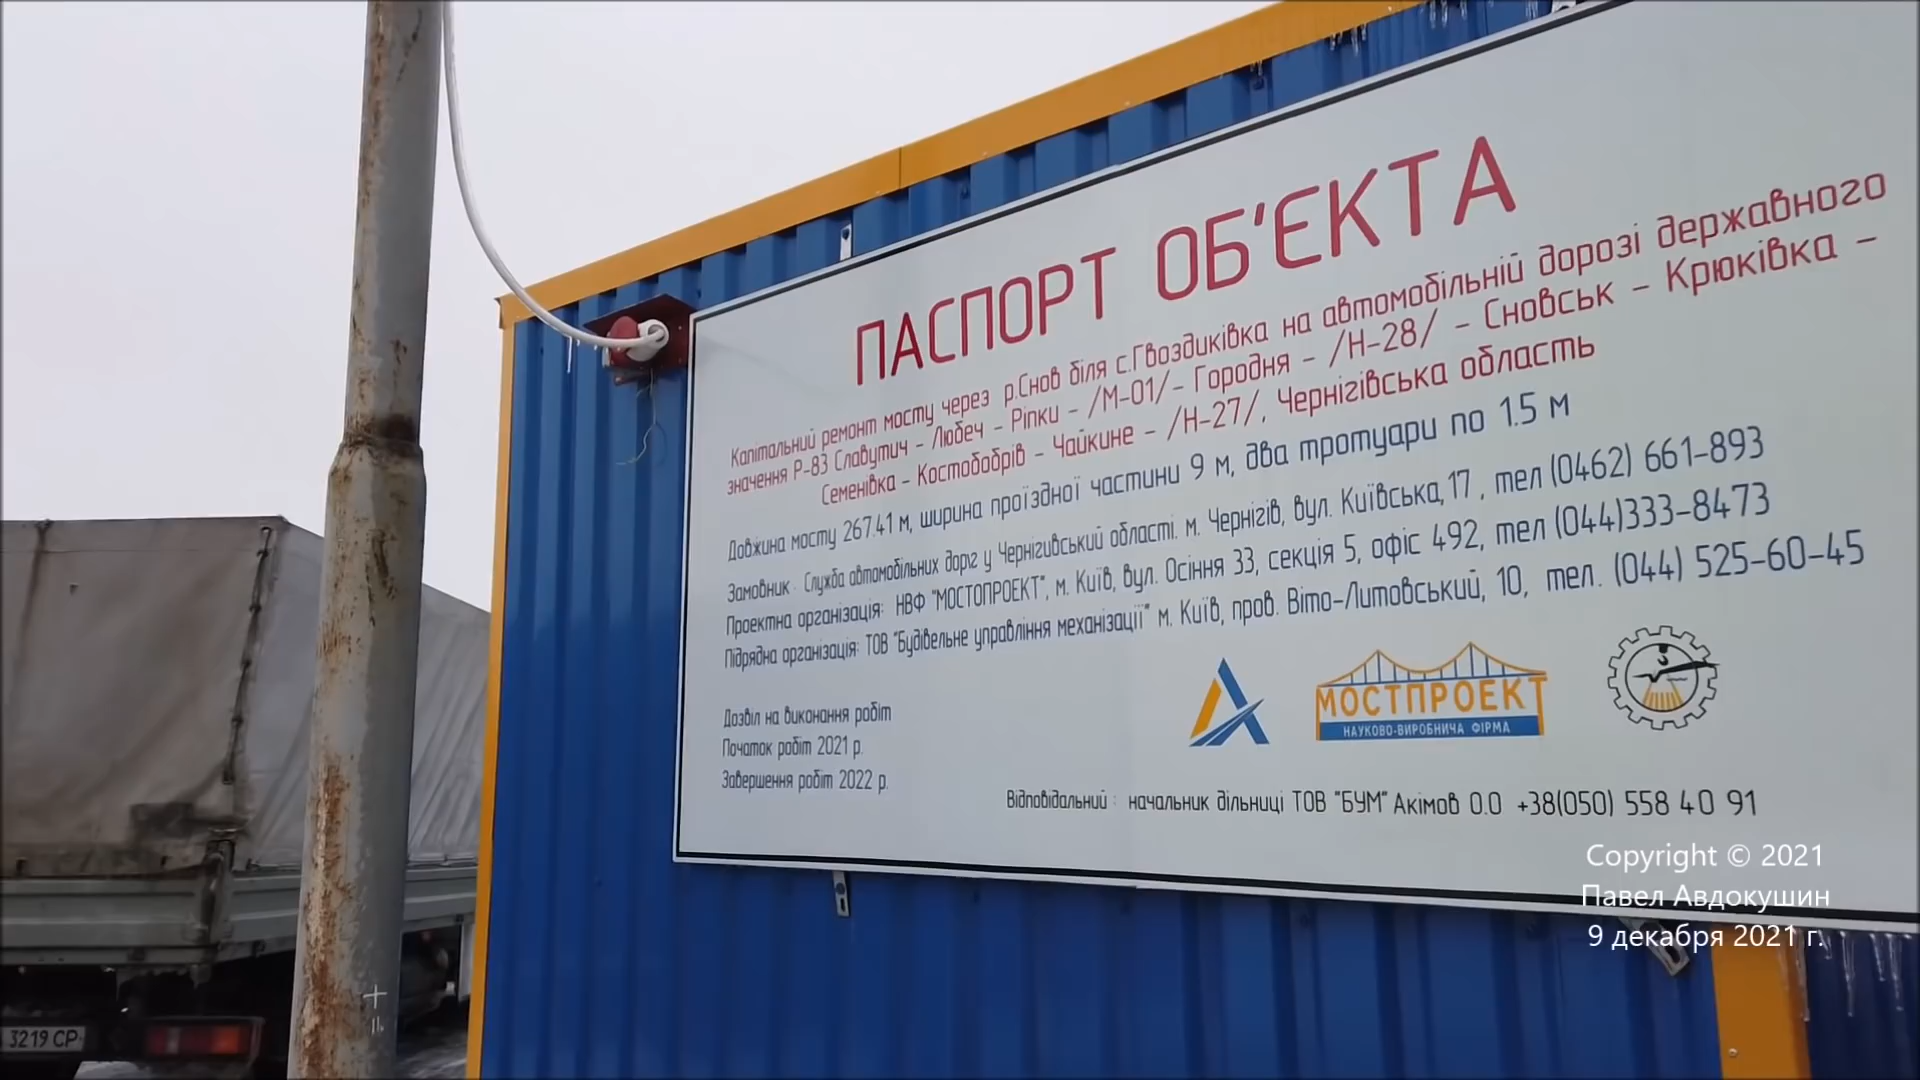 ПАСПОРТ ОБ'ЄКТА
Капітальний ремонт мосту через р.Снов біля с.Гвоздиківка на автомобільній дорозі державного
значення Р-83 Славутич - Любеч - Ріпки - /М-01/- Городня - /Н-28/ - Сновськ - Крюківка -
Семенівка - Костобобрів - Чайкине - /Н-27/, Чернігівська область
Довжина мосту 267.41 м, ширина проїздної частини 9 м, два тротуари по 1.5 м
Замовник: Служба автомобільних доріг у Чернігивський області. м. Чернігів, вул. Київська, 17, тел (0462) 661-893
Проектна організація: НВФ "МОСТОПРОЕКТ", м. Київ, вул. Осіння 33, секція 5, офіс 492, тел (044)333-8473
Підрядна організація: ТОВ "Будівельне управління механізації" м. Київ, пров. Віто-Литовський, 10, тел. (044) 525-60-45
МОСТПРОЕКТ
НАУКОВО-ВИРОБНИЧА ФІРМА
Дозвіл на виконання робіт
Початок робіт 2021 р.
Завершення робіт 2022 р.
Відповідальний : начальник дільниці ТОВ "БУМ" Акімов О.О +38(050) 558 40 91
Copyright © 2021
Павел Авдокушин
9 декабря 2021 г.
3219 CP